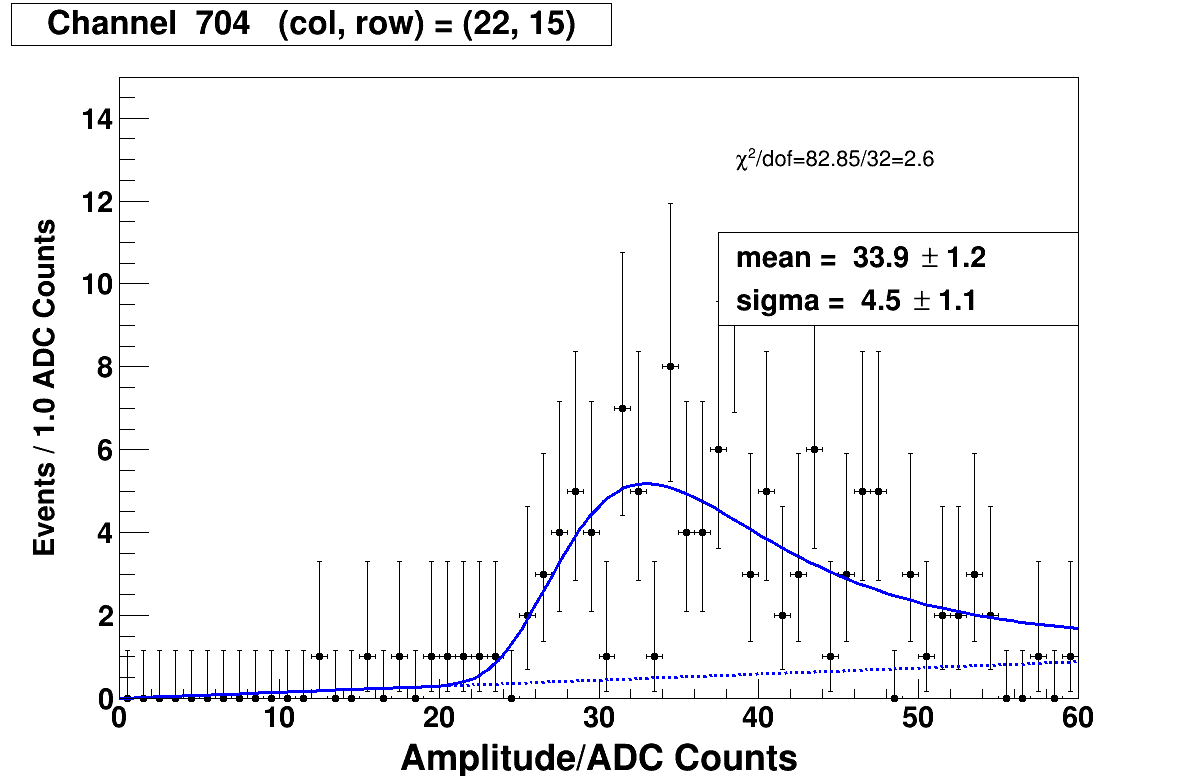 Channel 704 (col, row) = (22, 15)
χ²/dof=82.85/32=2.6
mean = 33.9 ± 1.2
sigma = 4.5 ± 1.1
Events / 1.0 ADC Counts
14
12
10
8
6
4
2
0
0 10 20 30 40 50 60
Amplitude/ADC Counts